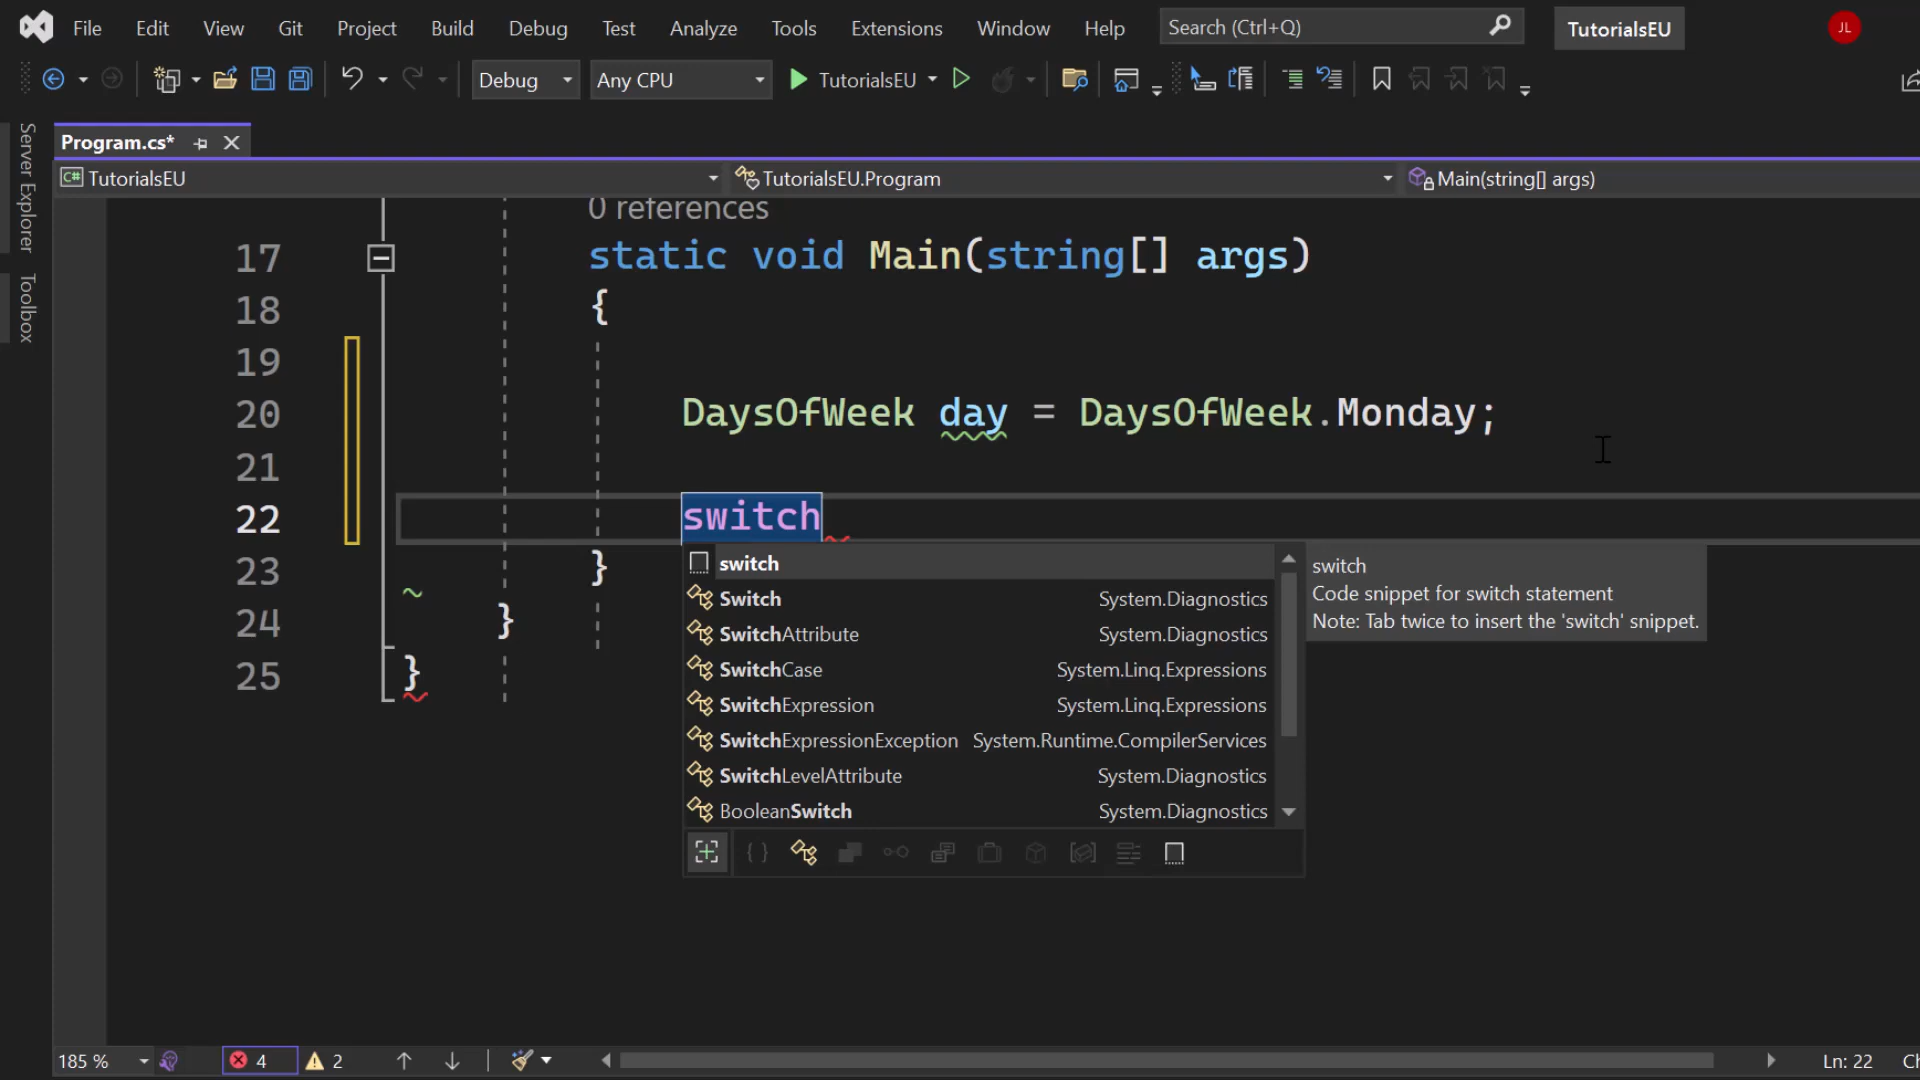 File Edit View Git Project Build Debug Test Analyze Tools Extensions Window Help Search (Ctrl+Q) TutorialsEU JL
Debug Any CPU TutorialsEU
Server Explorer
Toolbox
Program.cs*
C# TutorialsEU TutorialsEU.Program Main(string[] args)
0 references
17 static void Main(string[] args)
18 {
19
20 DaysOfWeek day = DaysOfWeek.Monday;
21
22 switch
23 }
24 }
25 }
switch
Switch System.Diagnostics
SwitchAttribute System.Diagnostics
SwitchCase System.Linq.Expressions
SwitchExpression System.Linq.Expressions
SwitchExpressionException System.Runtime.CompilerServices
SwitchLevelAttribute System.Diagnostics
BooleanSwitch System.Diagnostics
switch
Code snippet for switch statement
Note: Tab twice to insert the 'switch' snippet.
185 % 4 2 Ln: 22